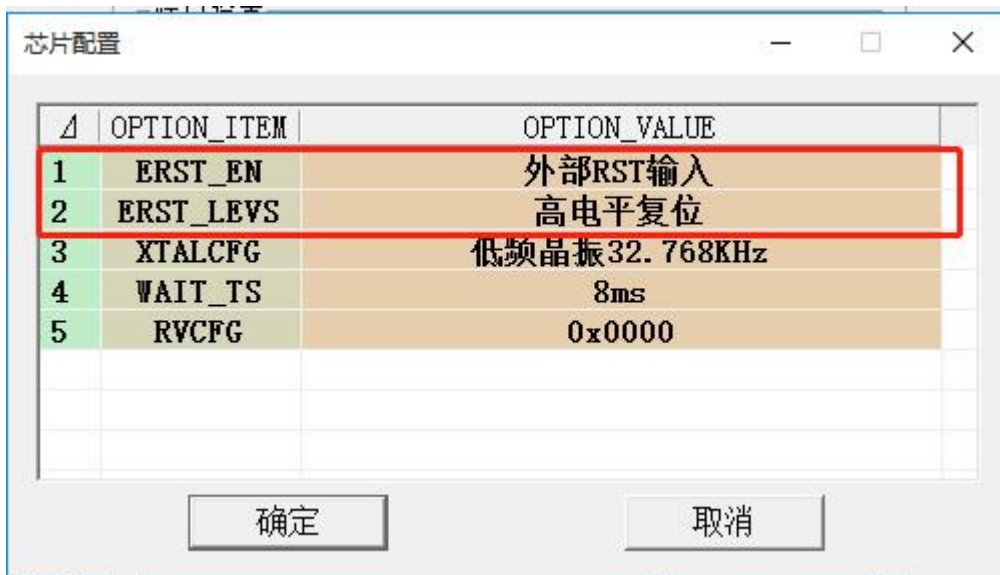 芯片配置
⊿ OPTION_ITEM OPTION_VALUE
1 ERST_EN 外部RST输入
2 ERST_LEVS 高电平复位
3 XTALCFG 低频晶振32.768KHz
4 WAIT_TS 8ms
5 RVCFG 0x0000
确定 取消